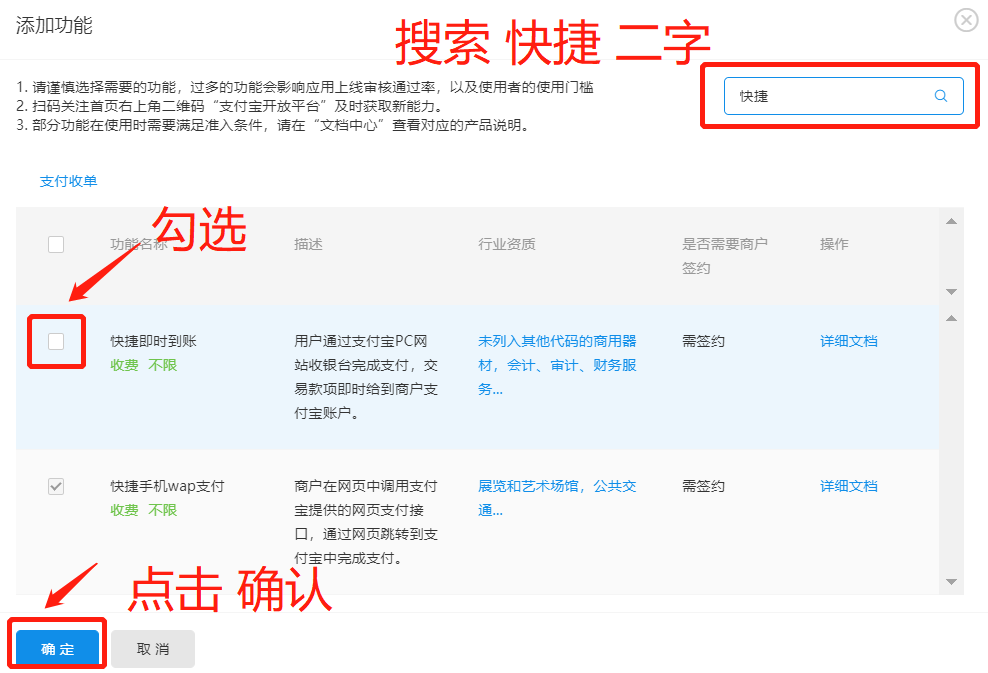 添加功能
搜索 快捷 二字
1. 请谨慎选择需要的功能，过多的功能会影响应用上线审核通过率，以及使用者的使用门槛
2. 扫码关注首页右上角二维码“支付宝开放平台”及时获取新能力。
3. 部分功能在使用时需要满足准入条件，请在“文档中心”查看对应的产品说明。
快捷
支付收单
勾选
功能名称
描述
行业资质
是否需要商户
签约
操作
快捷即时到账
收费 不限
用户通过支付宝PC网
站收银台完成支付，交
易款项即时给到商户支
付宝账户。
未列入其他代码的商用器
材，会计、审计、财务服
务...
需签约
详细文档
快捷手机wap支付
收费 不限
商户在网页中调用支付
宝提供的网页支付接
口，通过网页跳转到支
付宝中完成支付。
展览和艺术场馆，公共交
通...
需签约
详细文档
点击 确认
确 定
取 消